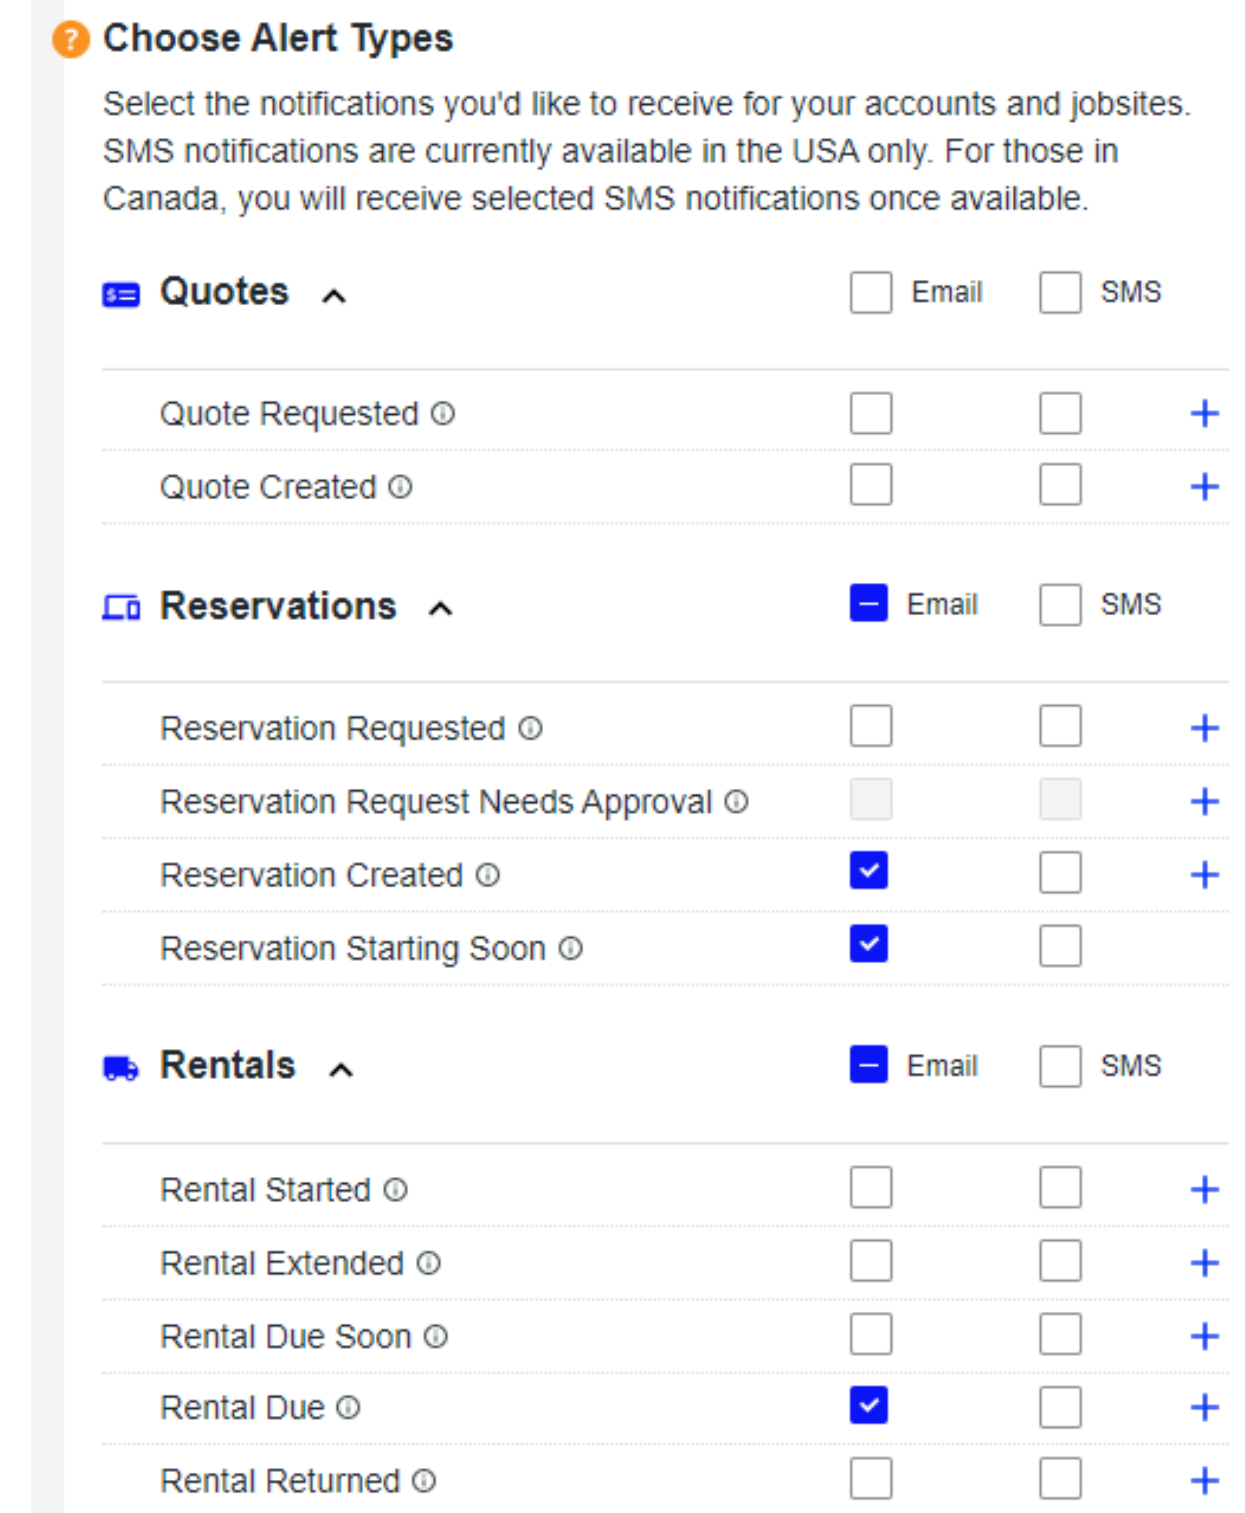 Choose Alert Types
Select the notifications you'd like to receive for your accounts and jobsites.
SMS notifications are currently available in the USA only. For those in
Canada, you will receive selected SMS notifications once available.
Quotes Email SMS
Quote Requested
Quote Created
Reservations Email SMS
Reservation Requested
Reservation Request Needs Approval
Reservation Created
Reservation Starting Soon
Rentals Email SMS
Rental Started
Rental Extended
Rental Due Soon
Rental Due
Rental Returned